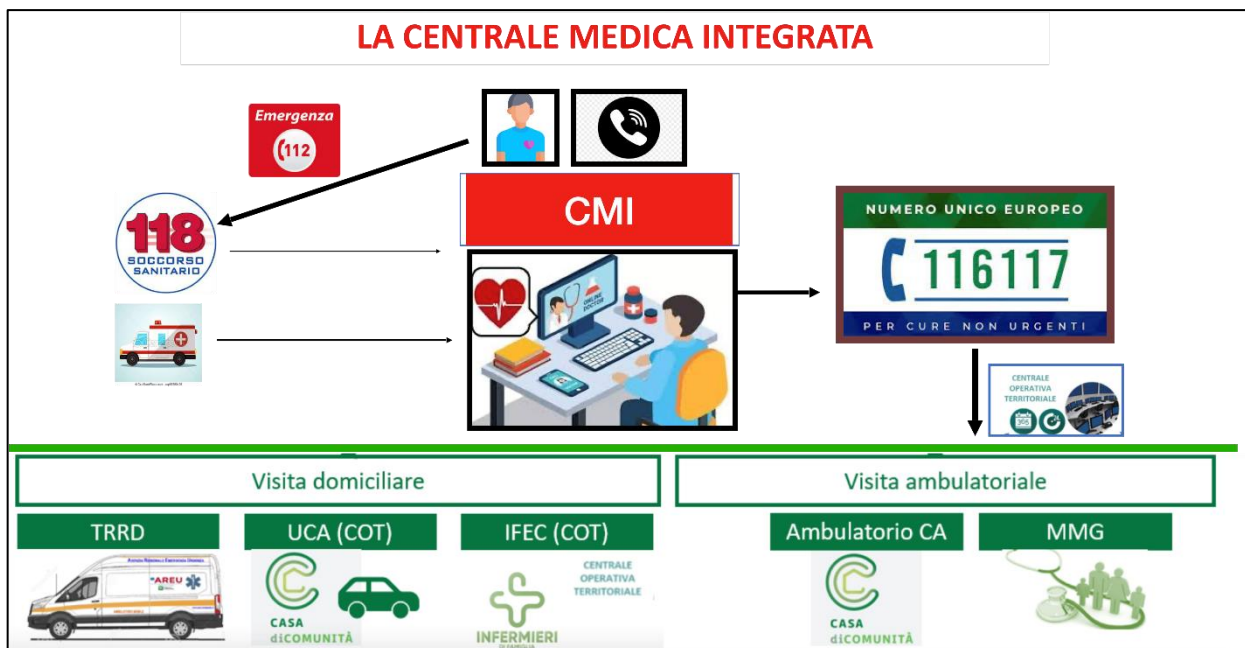 LA CENTRALE MEDICA INTEGRATA
Emergenza
112
118
SOCCORSO
SANITARIO
CMI
ONLINE
DOCTOR
NUMERO UNICO EUROPEO
116117
PER CURE NON URGENTI
CENTRALE
OPERATIVA
TERRITORIALE
Visita domiciliare
Visita ambulatoriale
TRRD
UCA (COT)
IFEC (COT)
Ambulatorio CA
MMG
AREU
CASA
diCOMUNITÀ
CENTRALE
OPERATIVA
TERRITORIALE
INFERMIERI
DI FAMIGLIA
CASA
diCOMUNITÀ